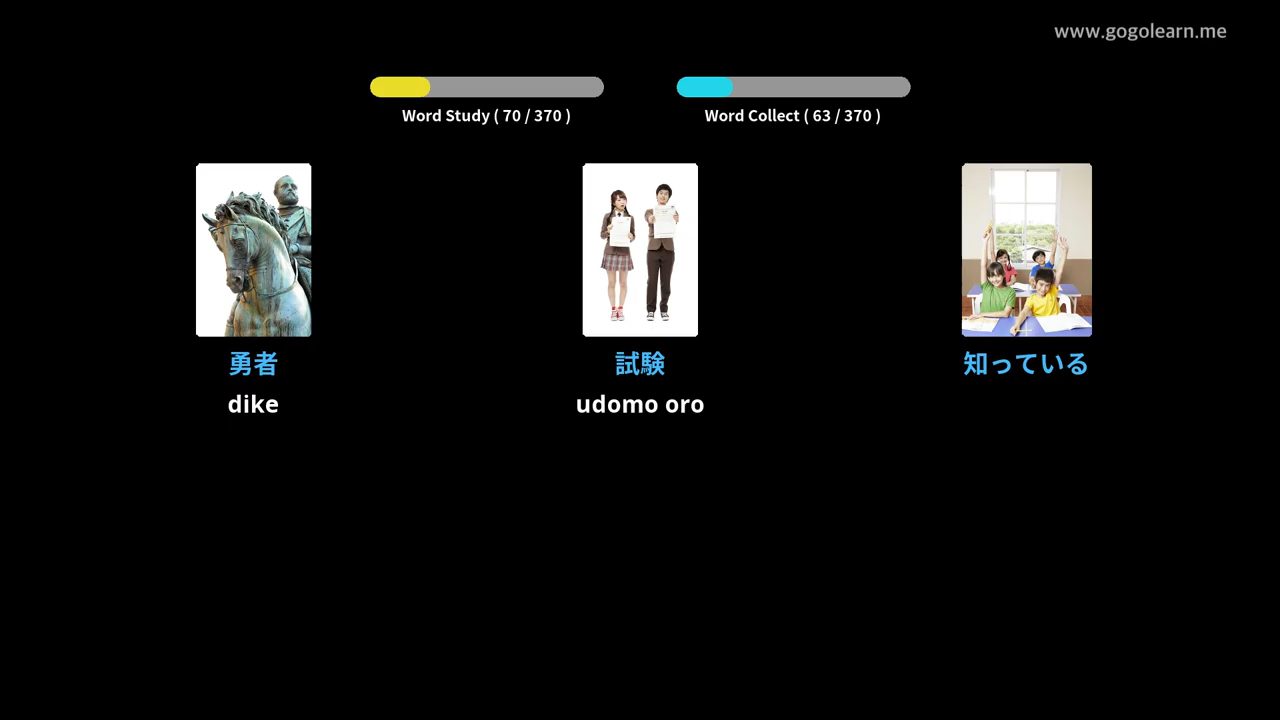 www.gogolearn.me
Word Study ( 70 / 370 )
Word Collect ( 63 / 370 )
勇者
試験
知っている
dike
udomo oro